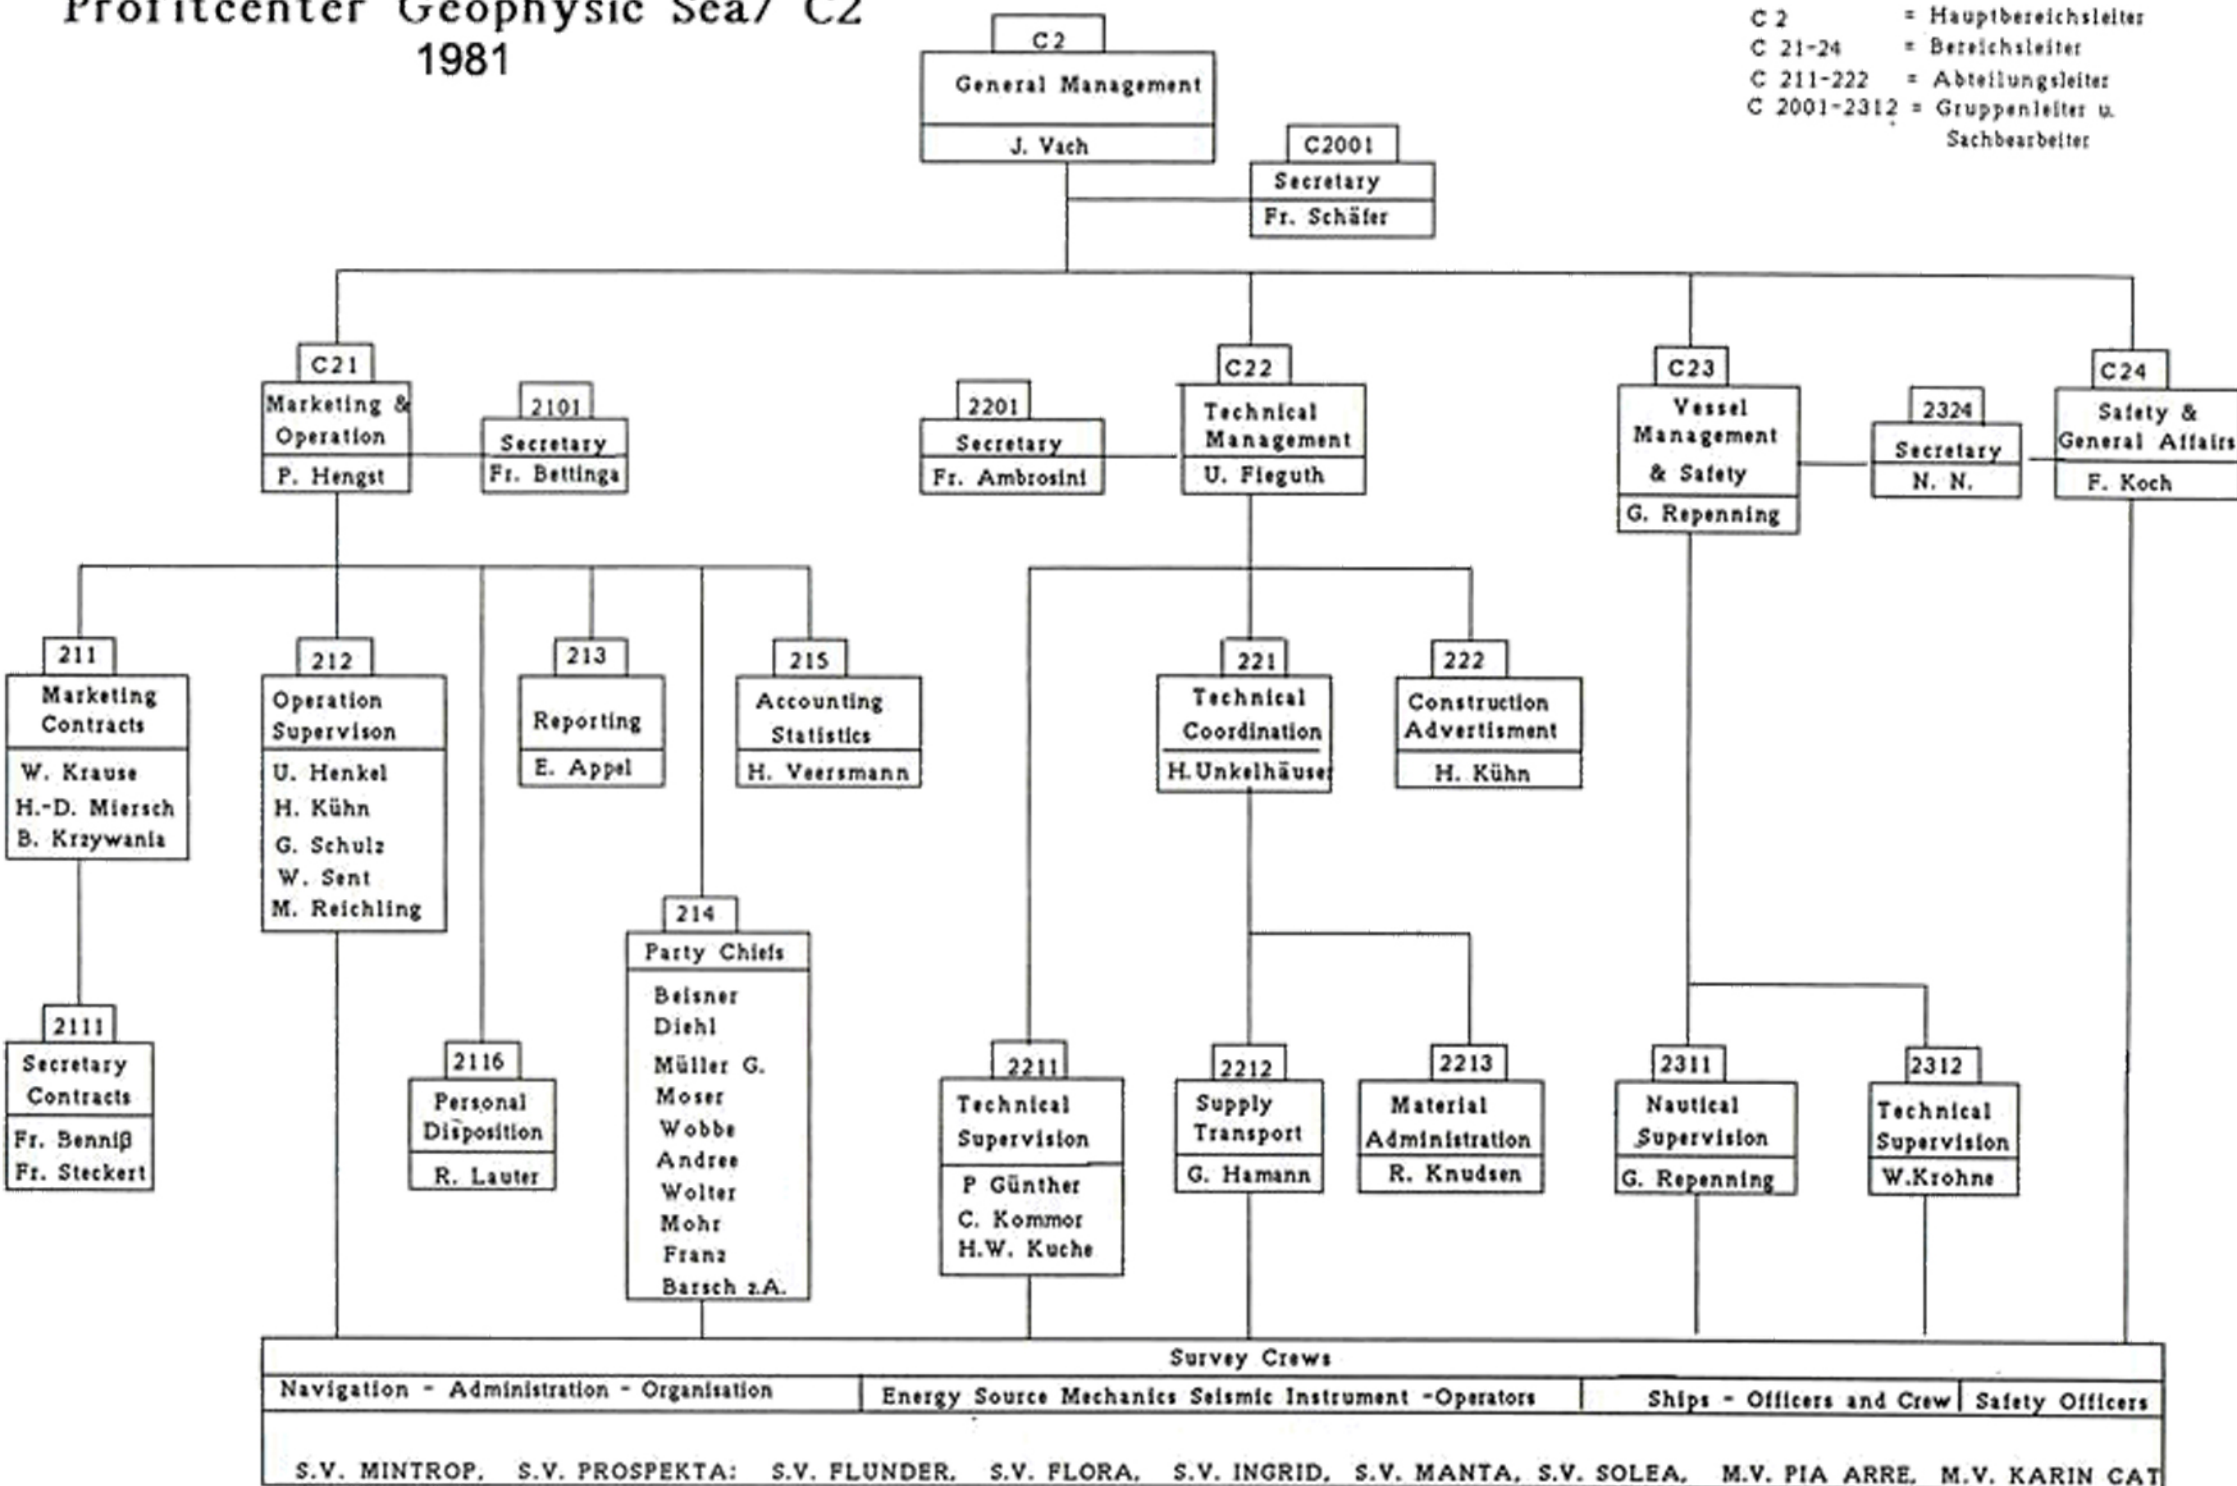 Profitcenter Geophysic Sea/ C2
1981
C 2 = Hauptbereichsleiter
C 21-24 = Bereichsleiter
C 211-222 = Abteilungsleiter
C 2001-2312 = Gruppenleiter u.
Sachbearbeiter
C2
General Management
J. Vach
C2001
Secretary
Fr. Schäfer
C21
Marketing &
Operation
P. Hengst
2101
Secretary
Fr. Bettinga
2201
Secretary
Fr. Ambrosini
C22
Technical
Management
U. Fieguth
C23
Vessel
Management
& Safety
G. Repenning
2324
Secretary
N. N.
C24
Safety &
General Affairs
F. Koch
211
Marketing
Contracts
W. Krause
H.-D. Miersch
B. Krzywania
212
Operation
Supervison
U. Henkel
H. Kühn
G. Schulz
W. Sent
M. Reichling
213
Reporting
E. Appel
215
Accounting
Statistics
H. Veersmann
221
Technical
Coordination
H.Unkelhäuser
222
Construction
Advertisment
H. Kühn
214
Party Chiefs
Beisner
Diehl
Müller G.
Moser
Wobbe
Andree
Wolter
Mohr
Franz
Barsch z.A.
2111
Secretary
Contracts
Fr. Benniß
Fr. Steckert
2116
Personal
Disposition
R. Lauter
2211
Technical
Supervision
P Günther
C. Kommor
H.W. Kuche
2212
Supply
Transport
G. Hamann
2213
Material
Administration
R. Knudsen
2311
Nautical
Supervision
G. Repenning
2312
Technical
Supervision
W.Krohne
Survey Crews
Navigation - Administration - Organisation
Energy Source Mechanics Seismic Instrument -Operators
Ships - Officers and Crew
Safety Officers
S.V. MINTROP, S.V. PROSPEKTA: S.V. FLUNDER, S.V. FLORA, S.V. INGRID, S.V. MANTA, S.V. SOLEA, M.V. PIA ARRE, M.V. KARIN CAT